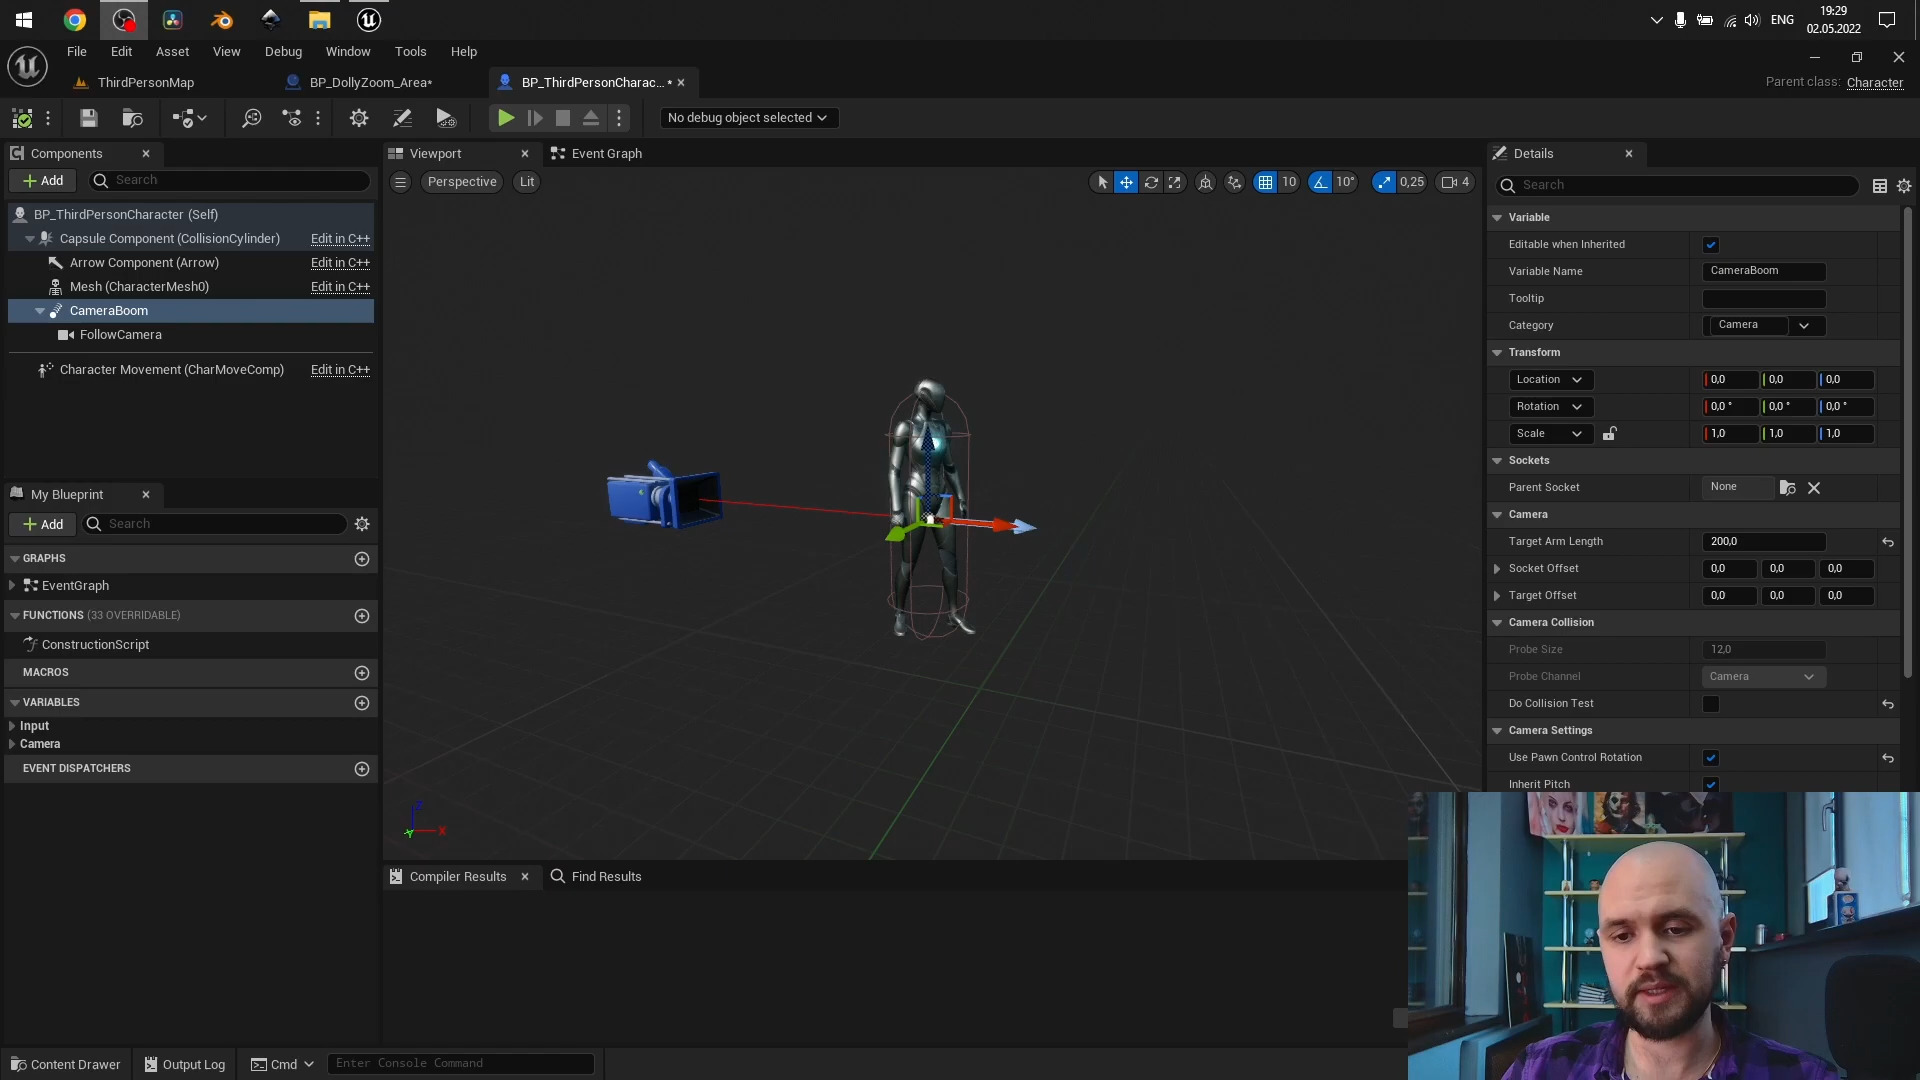 ENG
19:29
02.05.2022
File Edit Asset View Debug Window Tools Help
ThirdPersonMap
BP_DollyZoom_Area*
BP_ThirdPersonCharac... *
Parent class: Character
No debug object selected
Components
Viewport
Event Graph
Details
Add
Search
Perspective
Lit
10
10°
0,25
4
Search
BP_ThirdPersonCharacter (Self)
Capsule Component (CollisionCylinder) Edit in C++
Arrow Component (Arrow) Edit in C++
Mesh (CharacterMesh0) Edit in C++
CameraBoom
FollowCamera
Character Movement (CharMoveComp) Edit in C++
My Blueprint
Add
Search
GRAPHS
EventGraph
FUNCTIONS (33 OVERRIDABLE)
ConstructionScript
MACROS
VARIABLES
Input
Camera
EVENT DISPATCHERS
Z
Y X
Variable
Editable when Inherited
Variable Name CameraBoom
Tooltip
Category Camera
Transform
Location 0,0 0,0 0,0
Rotation 0,0 ° 0,0 ° 0,0 °
Scale 1,0 1,0 1,0
Sockets
Parent Socket None
Camera
Target Arm Length 200,0
Socket Offset 0,0 0,0 0,0
Target Offset 0,0 0,0 0,0
Camera Collision
Probe Size 12,0
Probe Channel Camera
Do Collision Test
Camera Settings
Use Pawn Control Rotation
Inherit Pitch
Compiler Results
Find Results
Content Drawer
Output Log
Cmd
Enter Console Command